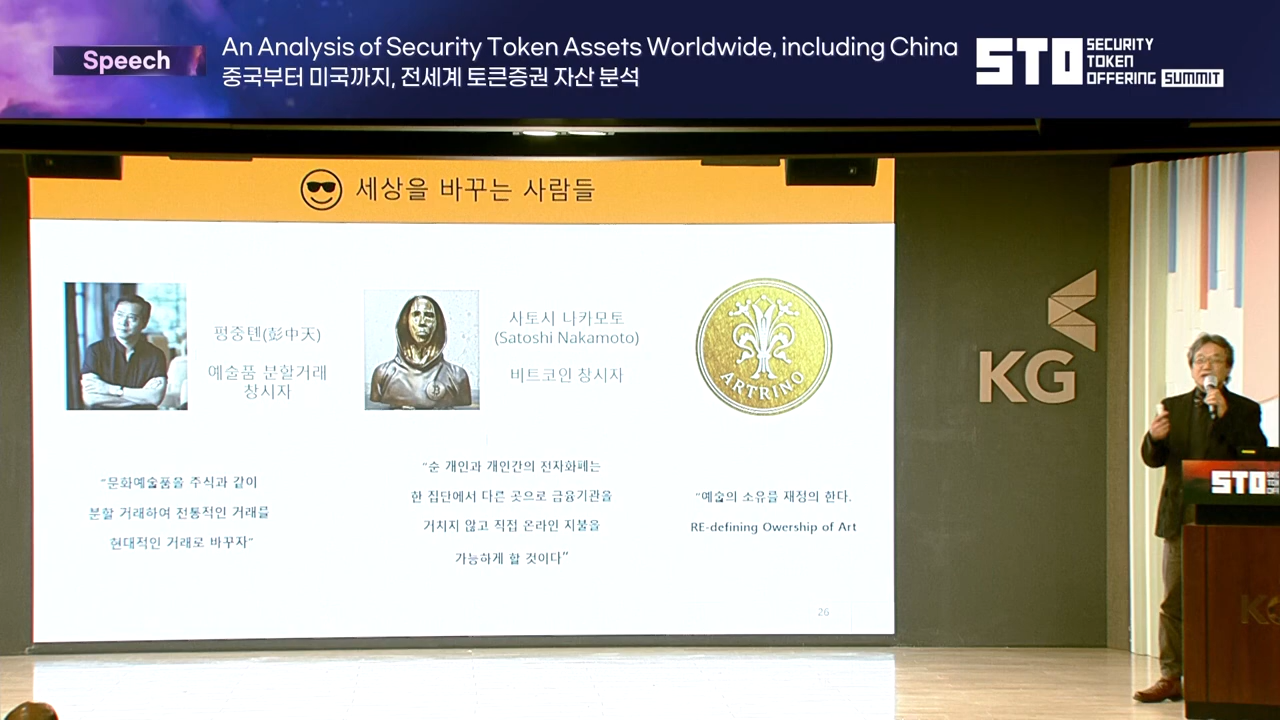 Speech
An Analysis of Security Token Assets Worldwide, including China
중국부터 미국까지, 전세계 토큰증권 자산 분석
STO SECURITY
TOKEN
OFFERING SUMMIT
세상을 바꾸는 사람들
펑중톈(彭中天)
예술품 분할거래
창시자
“문화예술품을 주식과 같이
분할 거래하여 전통적인 거래를
현대적인 거래로 바꾸자”
사토시 나카모토
(Satoshi Nakamoto)
비트코인 창시자
“순 개인과 개인간의 전자화폐는
한 집단에서 다른 곳으로 금융기관을
거치지 않고 직접 온라인 지불을
가능하게 할 것이다”
ARTRINO
“예술의 소유를 재정의 한다.
RE-defining Owership of Art
26
KG
STO
KG